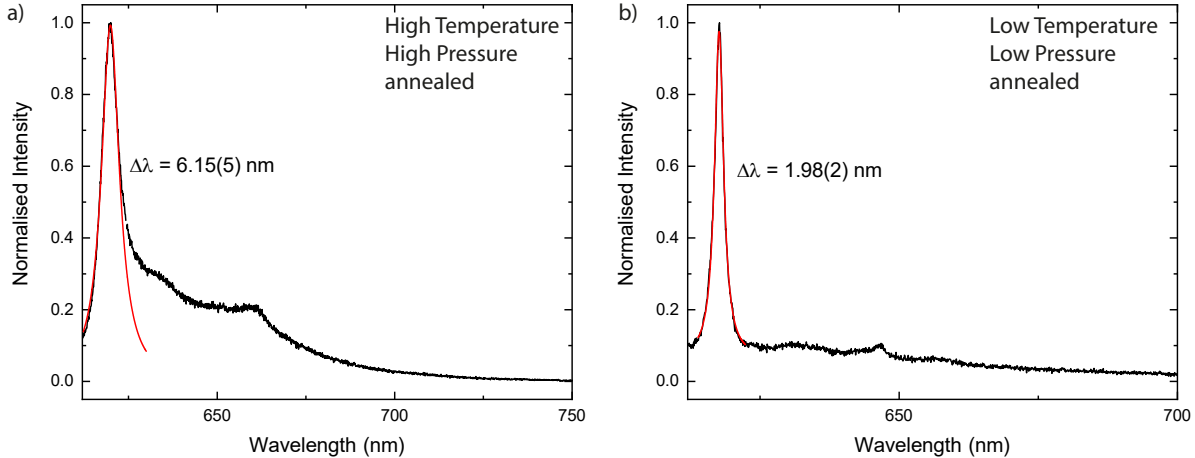 a)
High Temperature
High Pressure
annealed
Δλ = 6.15(5) nm
1.0
0.8
0.6
0.4
0.2
0.0
Normalised Intensity
650
700
750
Wavelength (nm)
b)
Low Temperature
Low Pressure
annealed
Δλ = 1.98(2) nm
1.0
0.8
0.6
0.4
0.2
0.0
Normalised Intensity
650
700
Wavelength (nm)